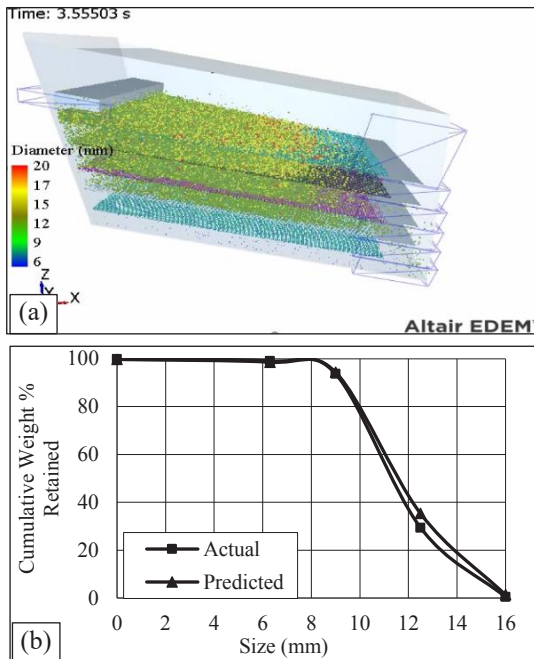 Time: 3.55503 s
Diameter (mm)
20
17
15
12
9
6
Z
Y
X
(a)
Altair EDEM
100
80
60
40
20
0
Cumulative Weight %
Retained
Actual
Predicted
0 2 4 6 8 10 12 14 16
Size (mm)
(b)